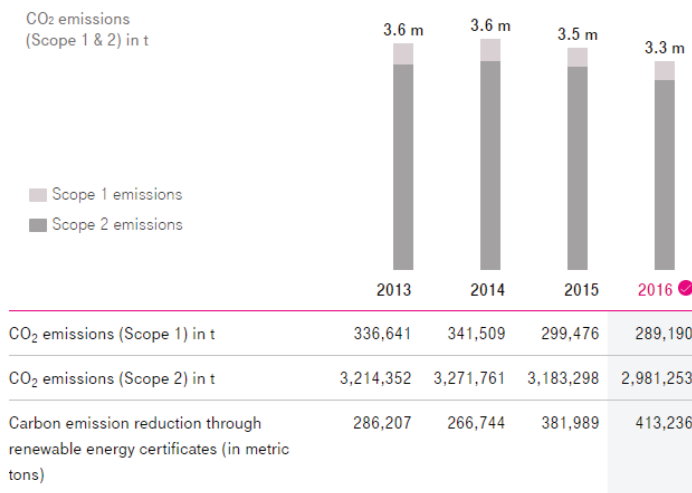 CO2 emissions
(Scope 1 & 2) in t
3.6 m
3.6 m
3.5 m
3.3 m
Scope 1 emissions
Scope 2 emissions
2013 2014 2015 2016
CO2 emissions (Scope 1) in t 336,641 341,509 299,476 289,190
CO2 emissions (Scope 2) in t 3,214,352 3,271,761 3,183,298 2,981,253
Carbon emission reduction through 286,207 266,744 381,989 413,236
renewable energy certificates (in metric
tons)